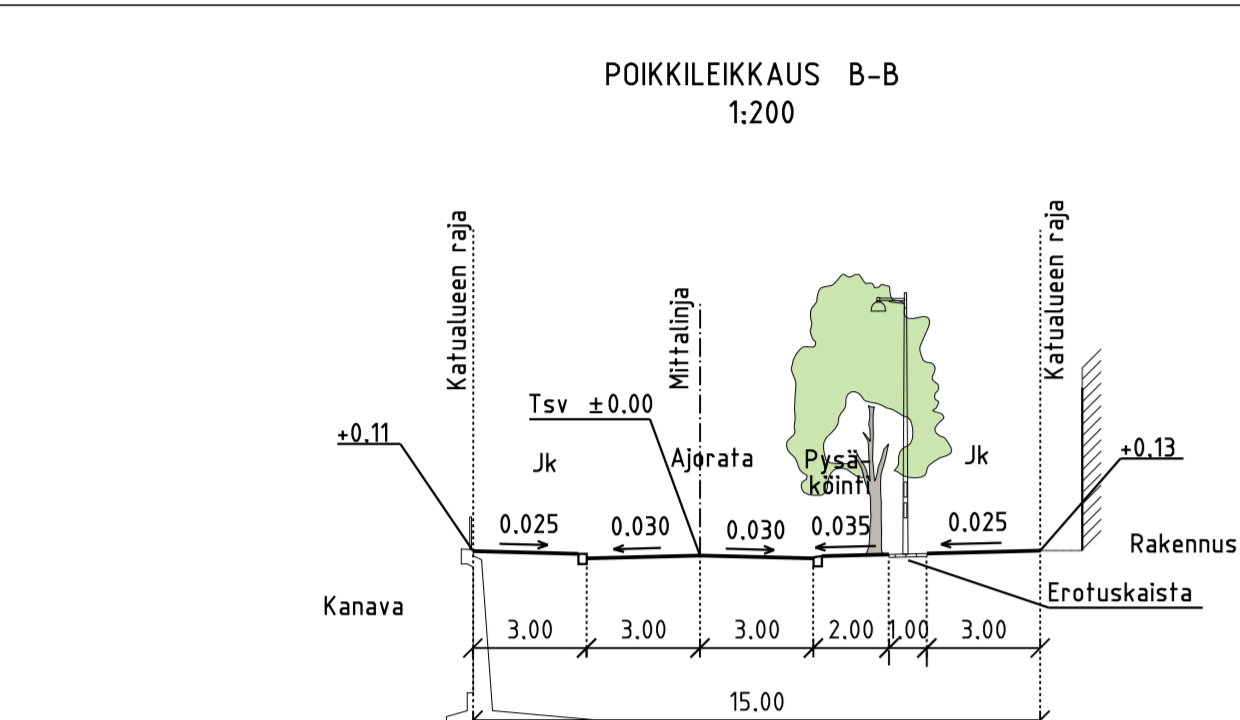 POIKKILEIKKAUS B-B
1:200
Katualueen raja
Mittalinja
Katualueen raja
Tsv ±0.00
+0.11
Jk
Ajorata
Pysä-
köinti
Jk
+0.13
0.025
0.030
0.030
0.035
0.025
Rakennus
Kanava
Erotuskaista
3.00
3.00
3.00
2.00
1.00
3.00
15.00